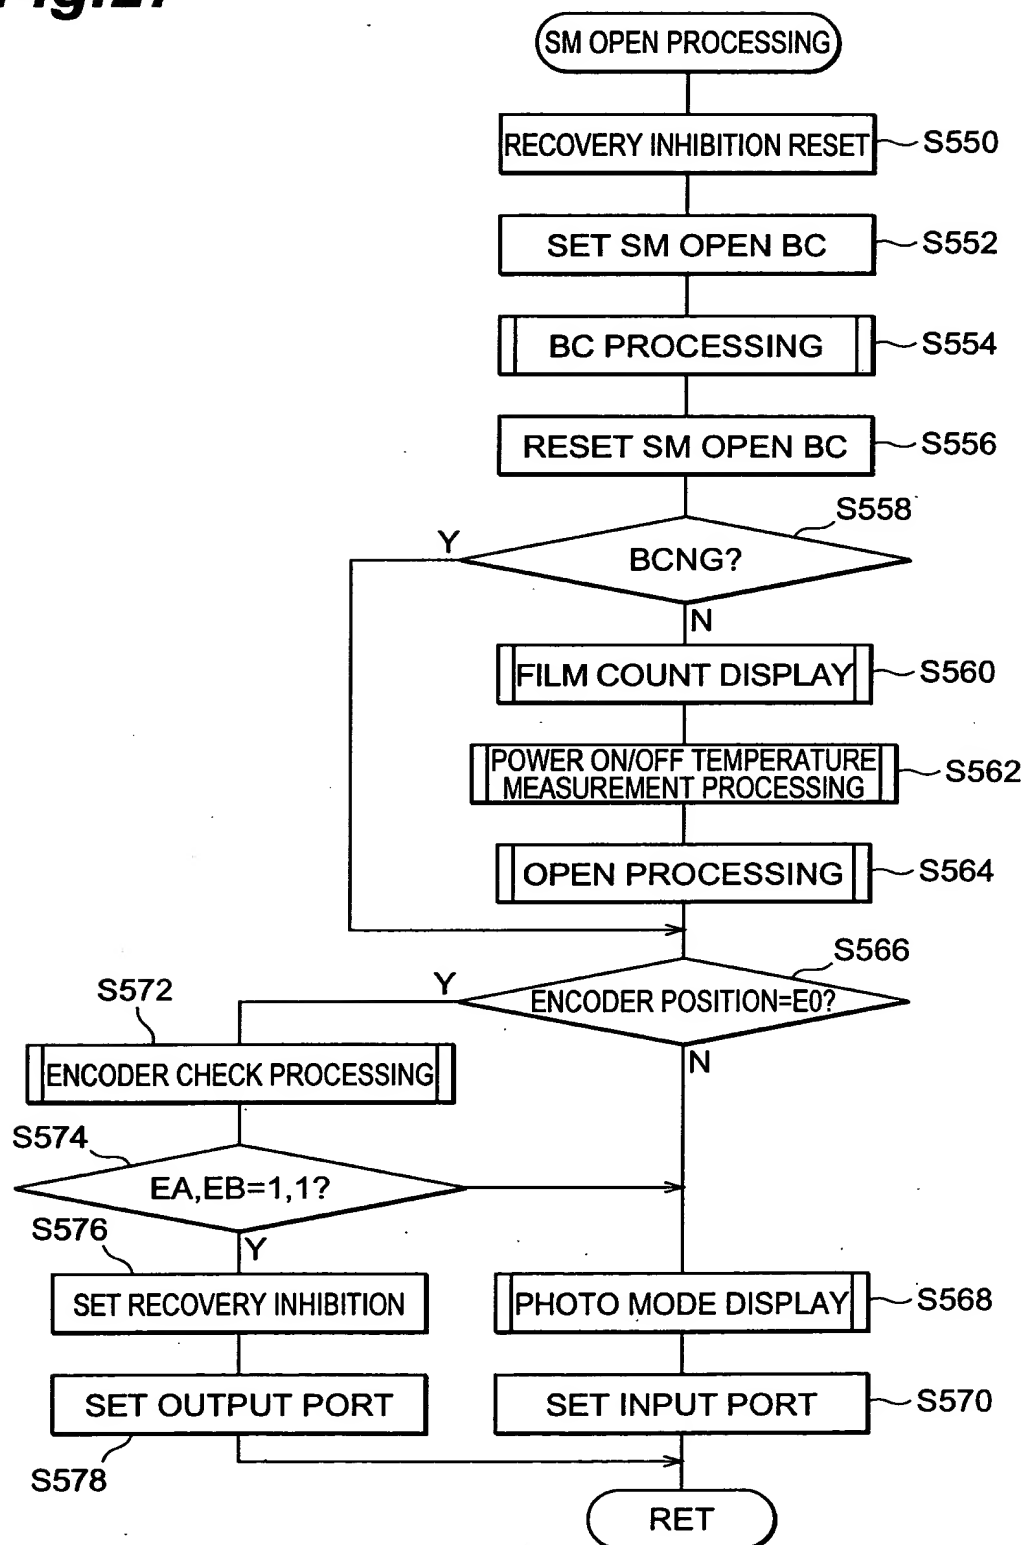 SM OPEN PROCESSING
RECOVERY INHIBITION RESET
S550
SET SM OPEN BC
S552
BC PROCESSING
S554
RESET SM OPEN BC
S556
S558
Y
BCNG?
N
FILM COUNT DISPLAY
S560
POWER ON/OFF TEMPERATURE
MEASUREMENT PROCESSING
S562
OPEN PROCESSING
S564
S566
Y
ENCODER POSITION=E0?
N
S572
ENCODER CHECK PROCESSING
S574
EA,EB=1,1?
Y
S576
SET RECOVERY INHIBITION
PHOTO MODE DISPLAY
S568
SET OUTPUT PORT
SET INPUT PORT
S570
S578
RET